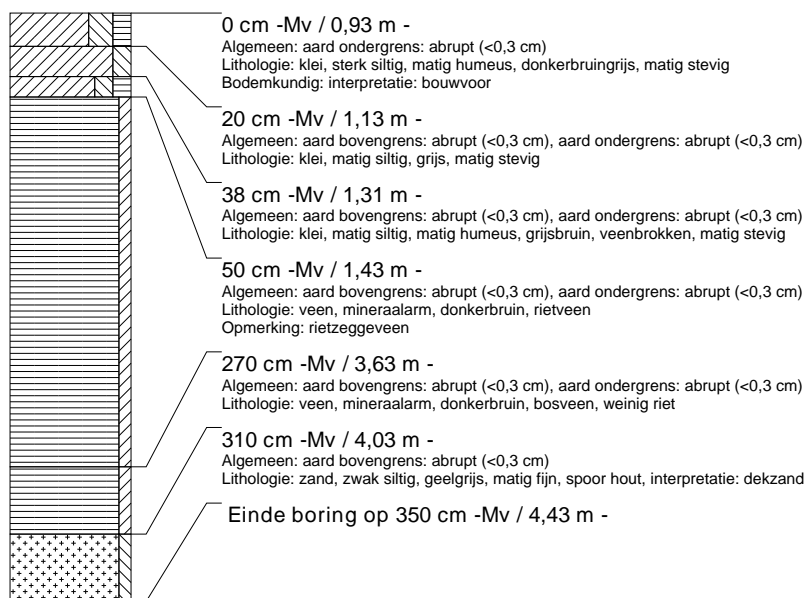 0 cm -Mv / 0,93 m -
Algemeen: aard ondergrens: abrupt (<0,3 cm)
Lithologie: klei, sterk siltig, matig humeus, donkerbruingrijs, matig stevig
Bodemkundig: interpretatie: bouwvoor
20 cm -Mv / 1,13 m -
Algemeen: aard bovengrens: abrupt (<0,3 cm), aard ondergrens: abrupt (<0,3 cm)
Lithologie: klei, matig siltig, grijs, matig stevig
38 cm -Mv / 1,31 m -
Algemeen: aard bovengrens: abrupt (<0,3 cm), aard ondergrens: abrupt (<0,3 cm)
Lithologie: klei, matig siltig, matig humeus, grijsbruin, veenbrokken, matig stevig
50 cm -Mv / 1,43 m -
Algemeen: aard bovengrens: abrupt (<0,3 cm), aard ondergrens: abrupt (<0,3 cm)
Lithologie: veen, mineraalarm, donkerbruin, rietveen
Opmerking: rietzeggeveen
270 cm -Mv / 3,63 m -
Algemeen: aard bovengrens: abrupt (<0,3 cm), aard ondergrens: abrupt (<0,3 cm)
Lithologie: veen, mineraalarm, donkerbruin, bosveen, weinig riet
310 cm -Mv / 4,03 m -
Algemeen: aard bovengrens: abrupt (<0,3 cm)
Lithologie: zand, zwak siltig, geelgrijs, matig fijn, spoor hout, interpretatie: dekzand
Einde boring op 350 cm -Mv / 4,43 m -